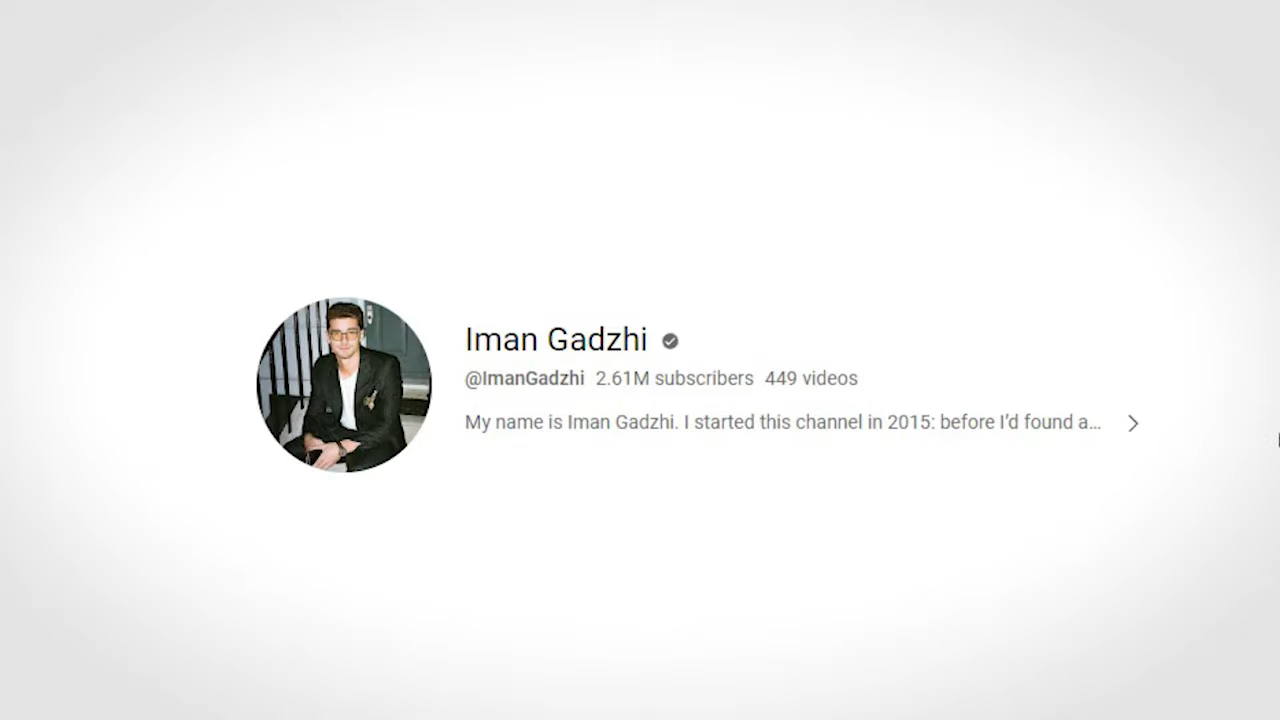 Iman Gadzhi
@ImanGadzhi 2.61M subscribers 449 videos
My name is Iman Gadzhi. I started this channel in 2015: before I’d found a...